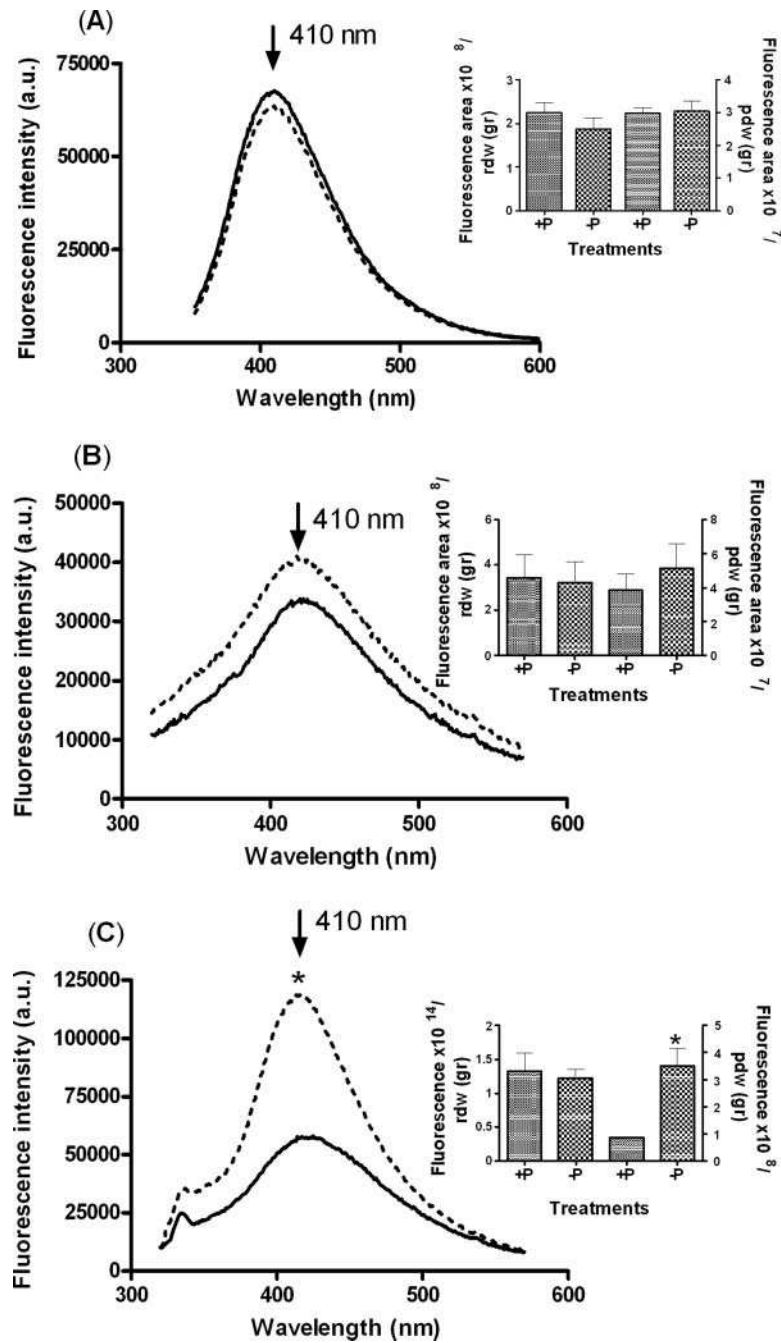 (A)
410 nm
Fluorescence intensity (a.u.)
75000
50000
25000
0
300
400
500
600
Wavelength (nm)
Fluorescence area x10 8/
rdw (gr)
3
2
1
0
4
3
2
1
0
Fluorescence area x10 7/
pdw (gr)
+P
-P
+P
-P
Treatments
(B)
410 nm
Fluorescence intensity (a.u.)
50000
40000
30000
20000
10000
0
300
400
500
600
Wavelength (nm)
Fluorescence area x10 8/
rdw (gr)
6
4
2
0
8
6
4
2
0
Fluorescence area x10 7/
pdw (gr)
+P
-P
+P
-P
Treatments
(C)
410 nm
*
Fluorescence intensity (a.u.)
125000
100000
75000
50000
25000
0
300
400
500
600
Wavelength (nm)
Fluorescence x10 14/
rdw (gr)
2
1.5
1
0.5
0
5
4
3
2
1
0
Fluorescence x10 8/
pdw (gr)
*
+P
-P
+P
-P
Treatments